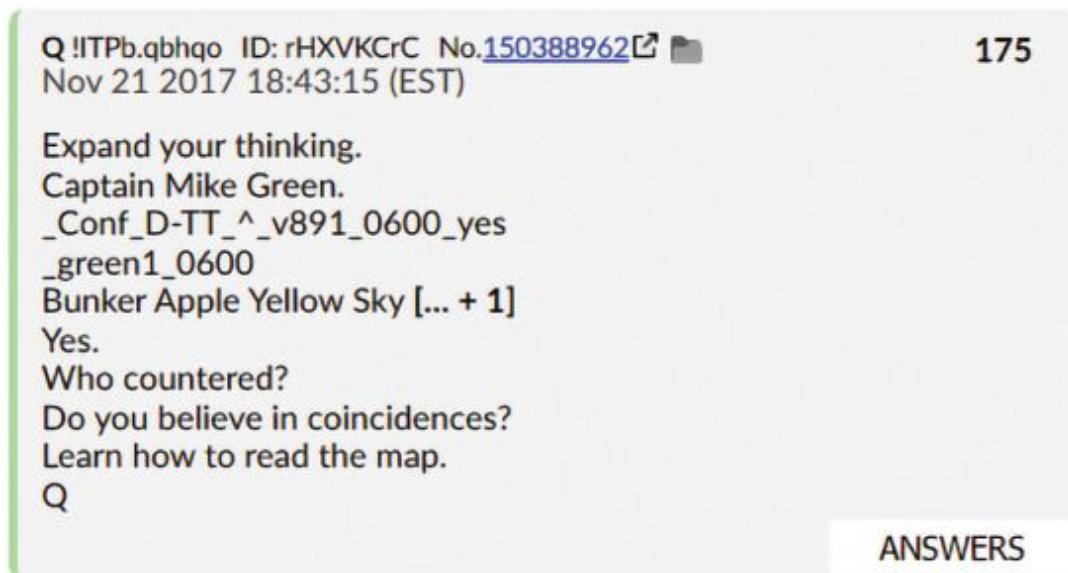 Q !ITPb.qbhqo ID: rHXVKCrC No.150388962 175
Nov 21 2017 18:43:15 (EST)
Expand your thinking.
Captain Mike Green.
_Conf_D-TT_^_v891_0600_yes
_green1_0600
Bunker Apple Yellow Sky [... + 1]
Yes.
Who countered?
Do you believe in coincidences?
Learn how to read the map.
Q
ANSWERS